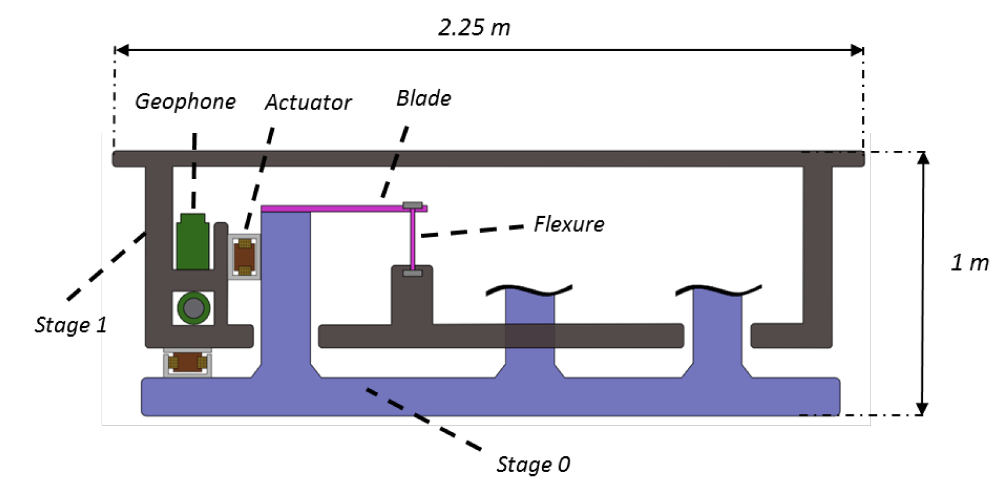 2.25 m
Geophone
Actuator
Blade
Flexure
1 m
Stage 1
Stage 0